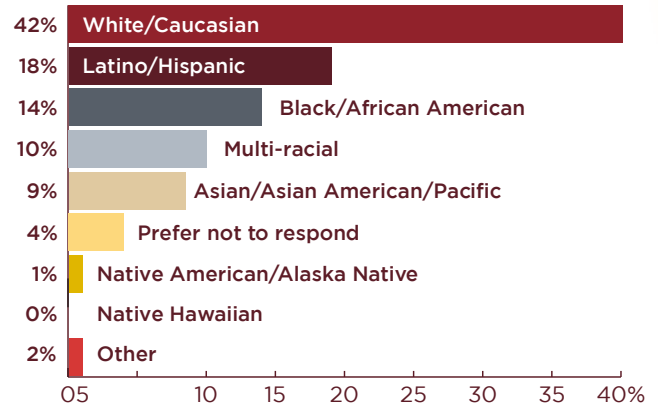 42% White/Caucasian
18% Latino/Hispanic
14% Black/African American
10% Multi-racial
9% Asian/Asian American/Pacific
4% Prefer not to respond
1% Native American/Alaska Native
0% Native Hawaiian
2% Other
05 10 15 20 25 30 35 40%